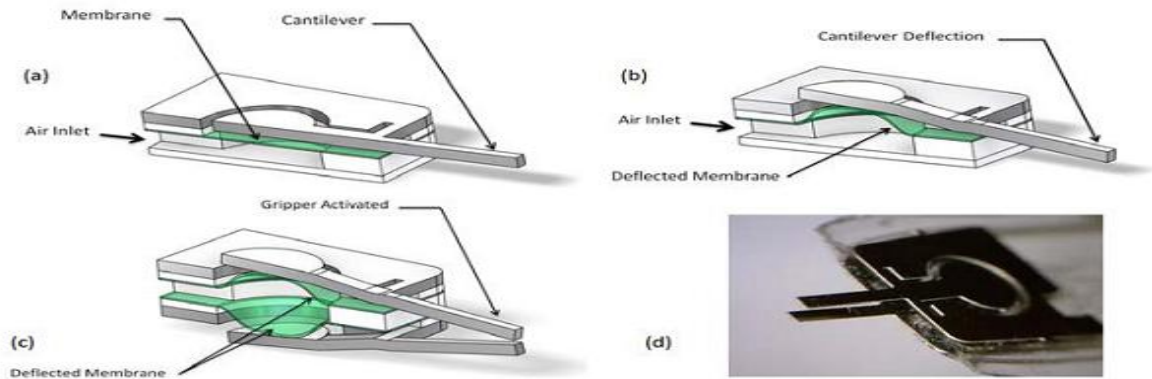 Membrane
Cantilever
(a)
Air Inlet
Cantilever Deflection
(b)
Air Inlet
Deflected Membrane
Gripper Activated
(c)
Deflected Membrane
(d)